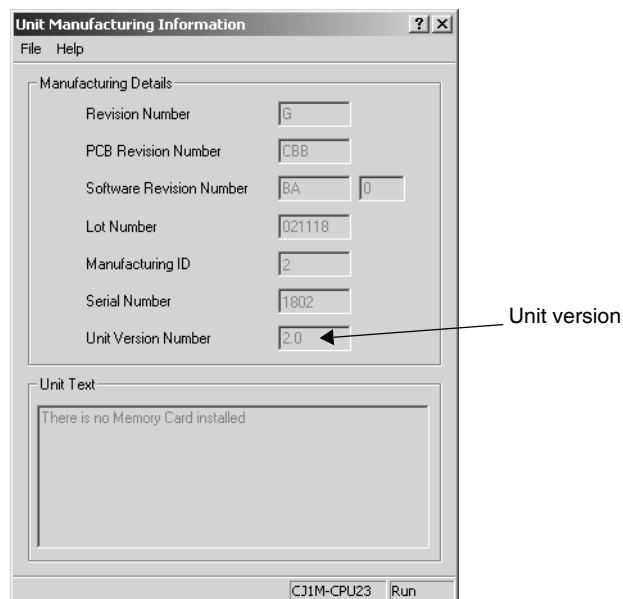 Unit Manufacturing Information ? ×
File Help
Manufacturing Details
Revision Number G
PCB Revision Number CBB
Software Revision Number BA 0
Lot Number 021118
Manufacturing ID 2
Serial Number 1802
Unit Version Number 2.0
Unit version
Unit Text
There is no Memory Card installed
CJ1M-CPU23 Run